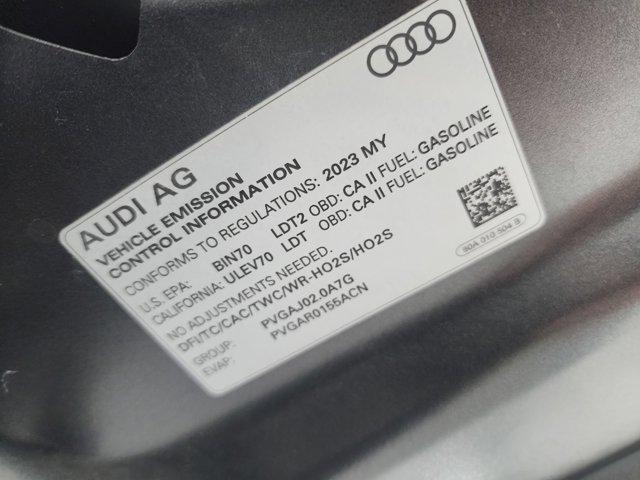 AUDI AG
VEHICLE EMISSION
CONTROL INFORMATION
CONFORMS TO REGULATIONS: 2023 MY
U.S. EPA: BIN70 LDT2 OBD: CA II FUEL: GASOLINE
CALIFORNIA: ULEV70 LDT OBD: CA II FUEL: GASOLINE
NO ADJUSTMENTS NEEDED.
DFI/TC/CAC/TWC/WR-HO2S/HO2S
GROUP: PVGAJ02.0A7G
EVAP: PVGAR0155ACN
80A 010 504 B